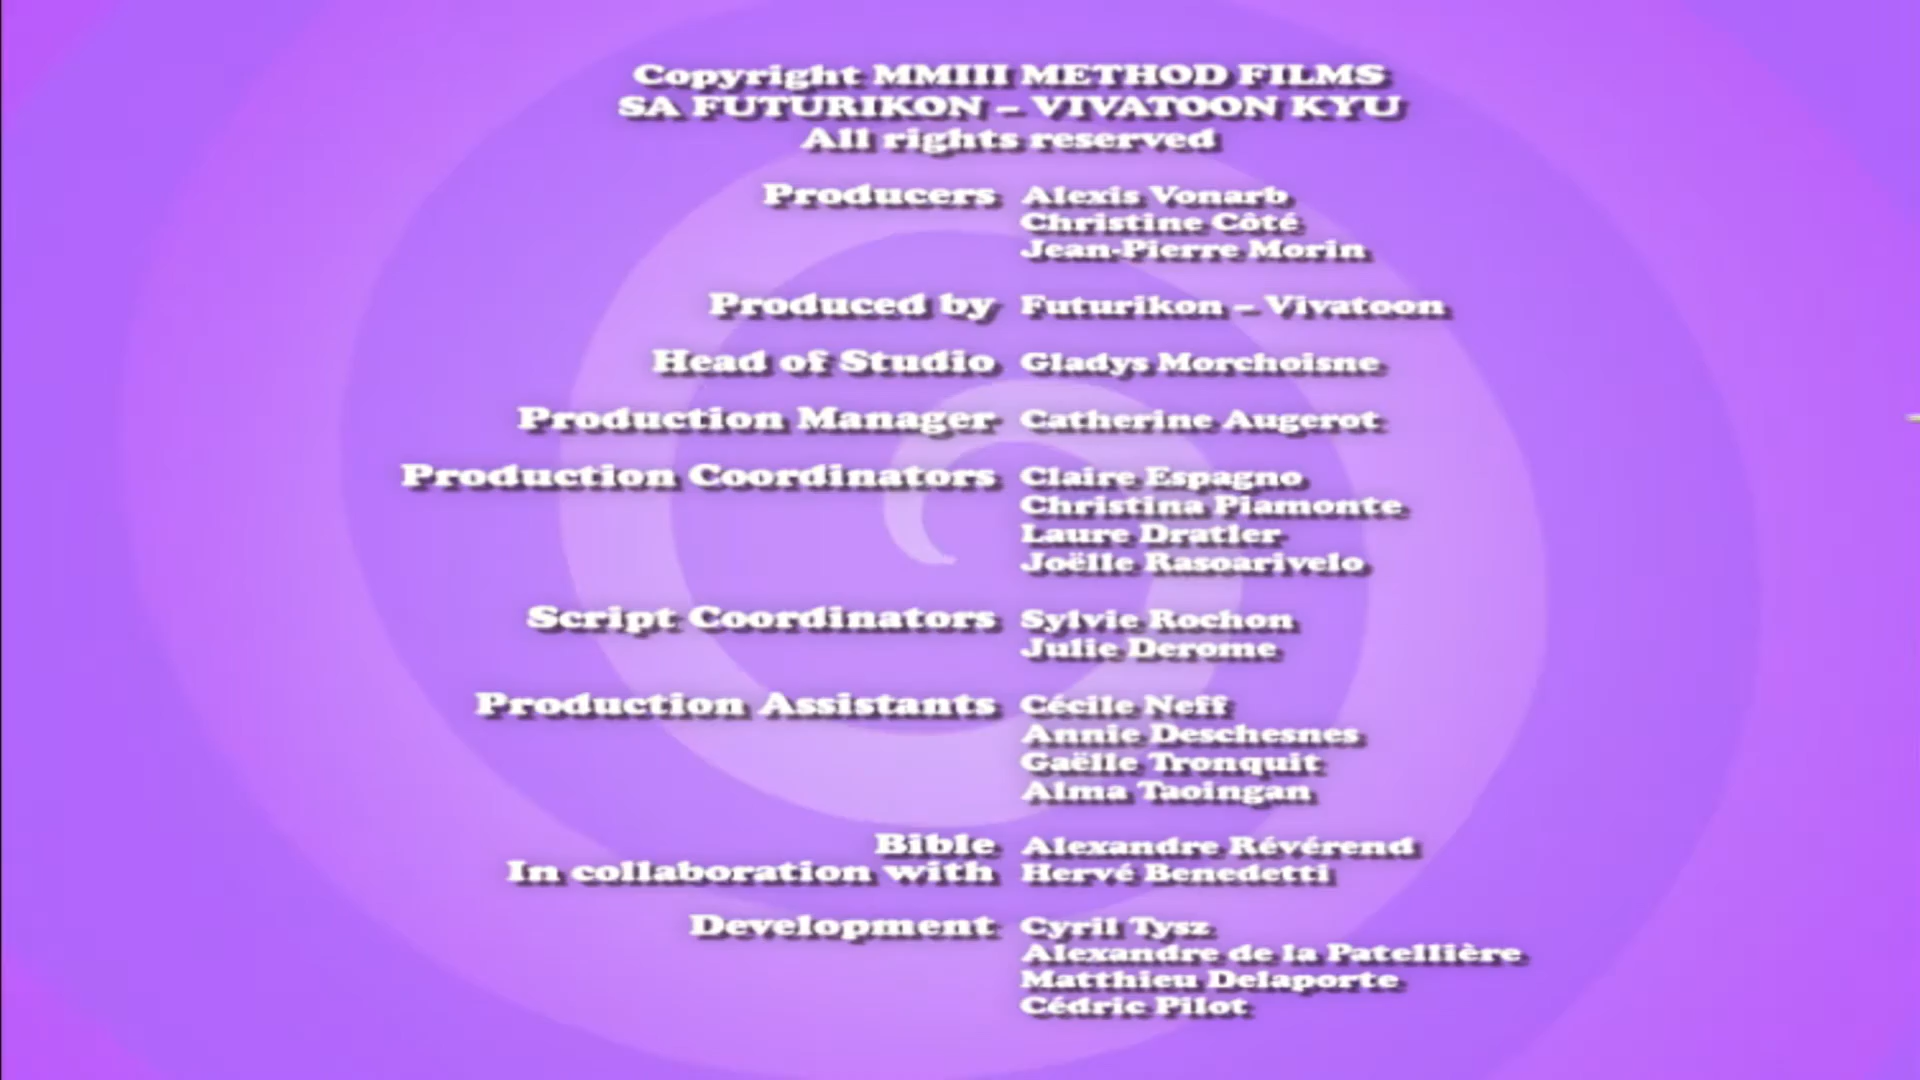 Copyright MMIII METHOD FILMS
SA FUTURIKON – VIVATOON KYU
All rights reserved
Producers Alexis Vonarb
Christine Côté
Jean-Pierre Morin
Produced by Futurikon – Vivatoon
Head of Studio Gladys Morchoisne
Production Manager Catherine Augerot
Production Coordinators Claire Espagno
Christina Piamonte
Laure Dratler
Joëlle Rasoarivelo
Script Coordinators Sylvie Rochon
Julie Derome
Production Assistants Cécile Neff
Annie Deschesnes
Gaëlle Tronquit
Alma Taoingan
Bible Alexandre Révérend
In collaboration with Hervé Benedetti
Development Cyril Tysz
Alexandre de la Patellière
Matthieu Delaporte
Cédric Pilot